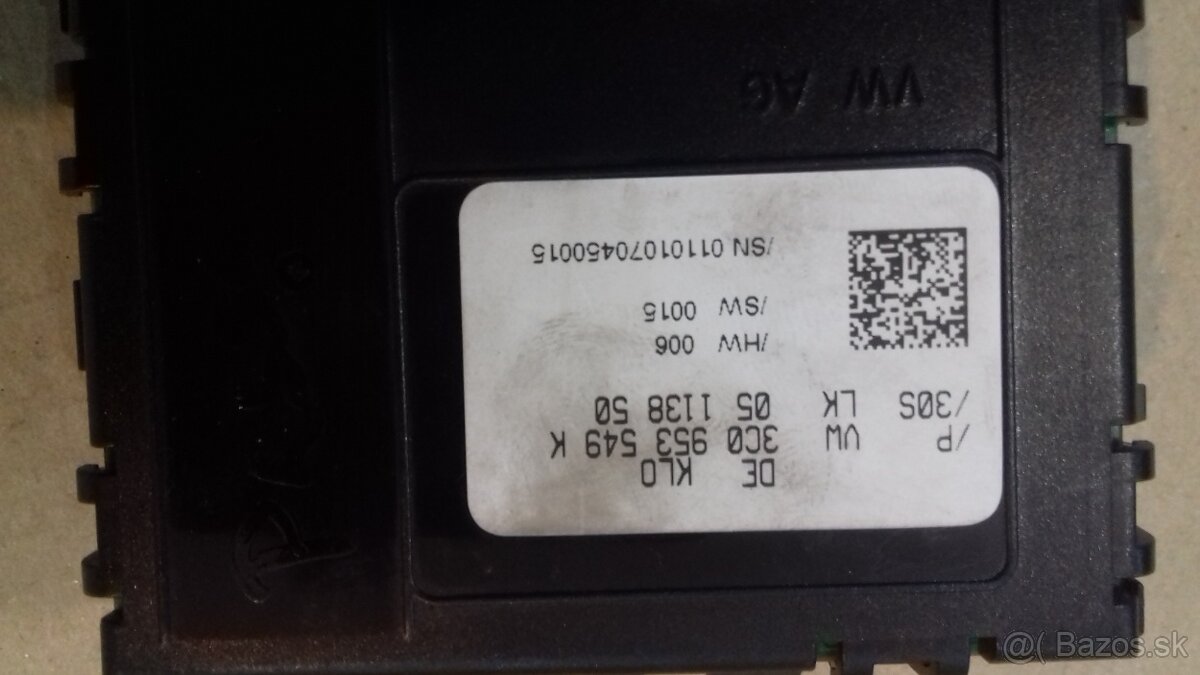 DE KLO
/P VW 3C0 953 549 K
/30S LK 05 1138 50
/HW 006
/SW 0015
/SN 01101070450015
VW AG
@( Bazos.sk